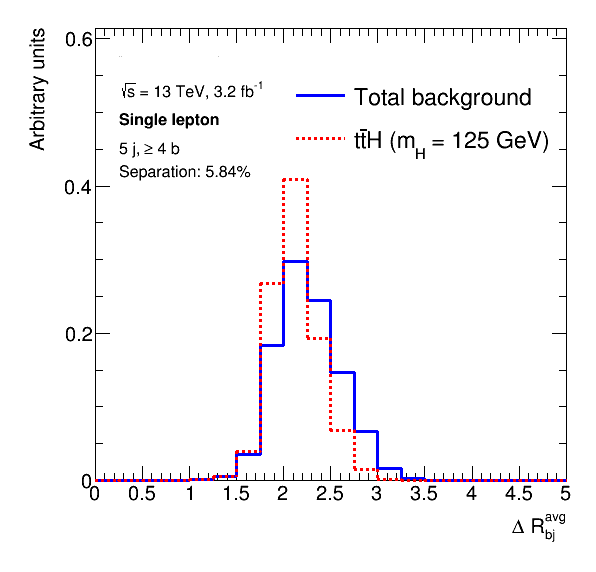 Arbitrary units
0.6
0.4
0.2
0
√s = 13 TeV, 3.2 fb⁻¹
Single lepton
5 j, ≥ 4 b
Separation: 5.84%
Total background
tt̄H (m_H = 125 GeV)
0 0.5 1 1.5 2 2.5 3 3.5 4 4.5 5
Δ R_bj^avg